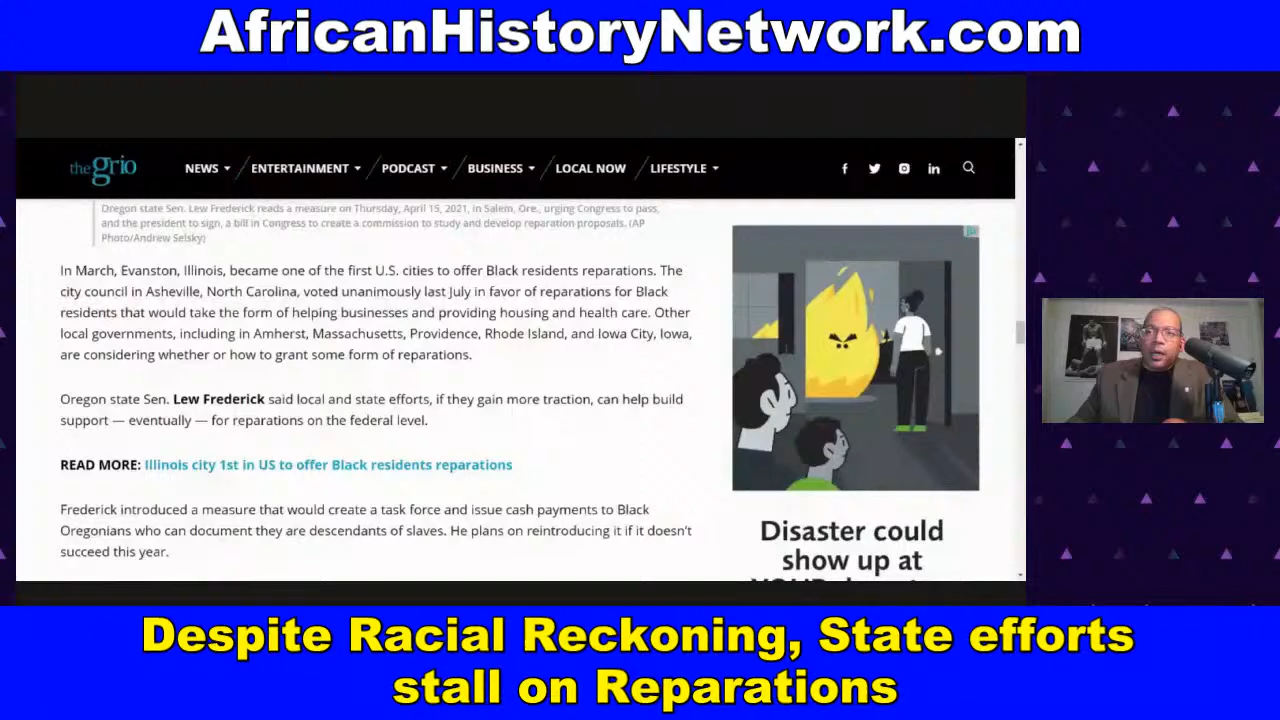 AfricanHistoryNetwork.com
the grio
NEWS
ENTERTAINMENT
PODCAST
BUSINESS
LOCAL NOW
LIFESTYLE
Oregon state Sen. Lew Frederick reads a measure on Thursday, April 15, 2021, in Salem, Ore., urging Congress to pass,
and the president to sign, a bill in Congress to create a commission to study and develop reparation proposals. (AP
Photo/Andrew Selsky)
In March, Evanston, Illinois, became one of the first U.S. cities to offer Black residents reparations. The
city council in Asheville, North Carolina, voted unanimously last July in favor of reparations for Black
residents that would take the form of helping businesses and providing housing and health care. Other
local governments, including in Amherst, Massachusetts, Providence, Rhode Island, and Iowa City, Iowa,
are considering whether or how to grant some form of reparations.
Oregon state Sen. Lew Frederick said local and state efforts, if they gain more traction, can help build
support — eventually — for reparations on the federal level.
READ MORE: Illinois city 1st in US to offer Black residents reparations
Frederick introduced a measure that would create a task force and issue cash payments to Black
Oregonians who can document they are descendants of slaves. He plans on reintroducing it if it doesn't
succeed this year.
Disaster could
show up at
Despite Racial Reckoning, State efforts
stall on Reparations